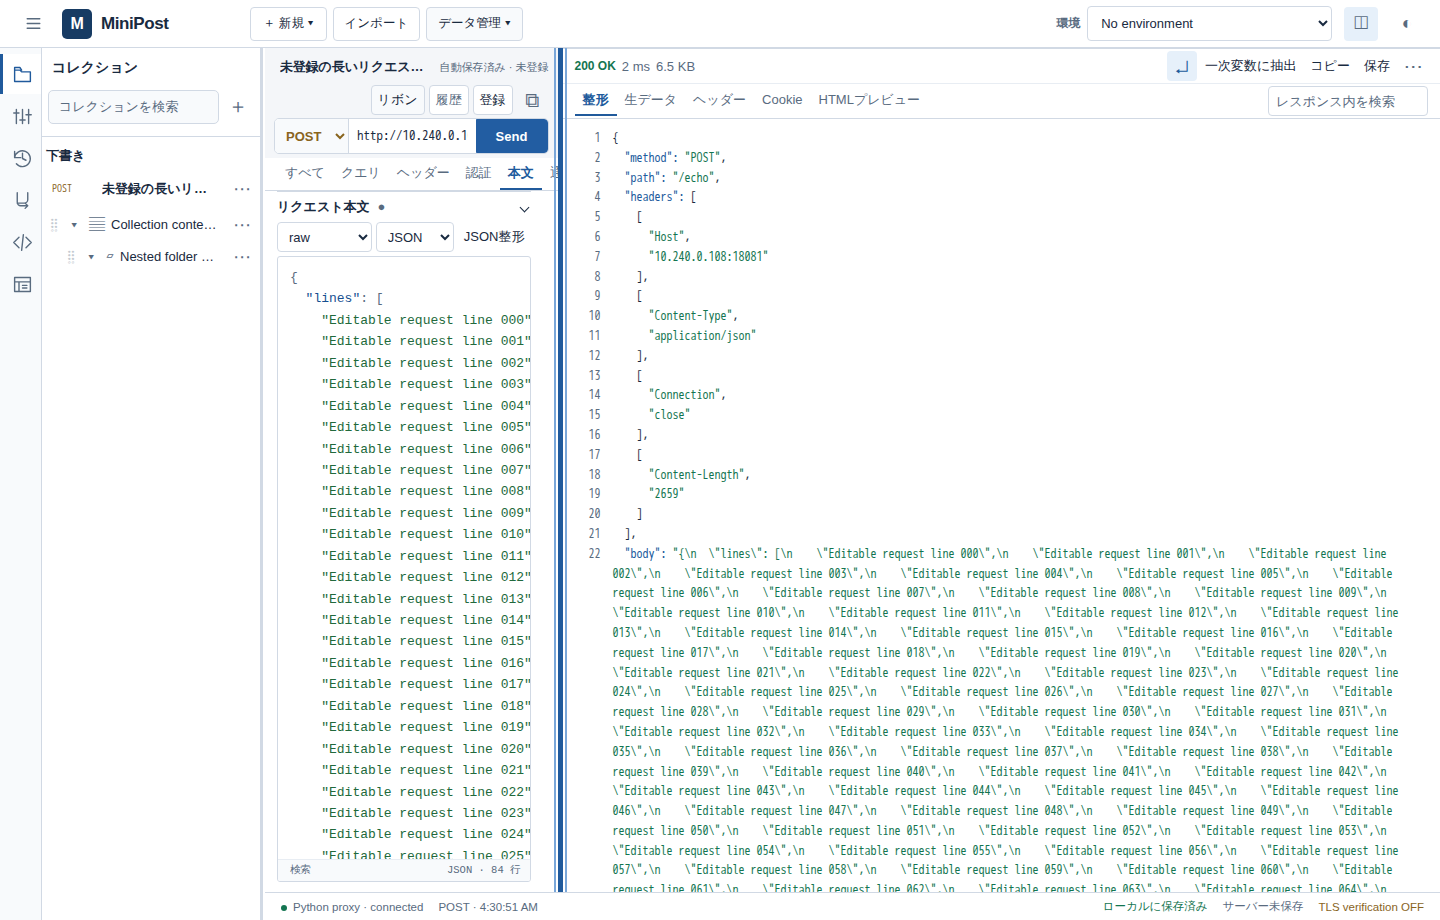 M MiniPost ＋ 新規 ▾ インポート データ管理 ▾ 環境 No environment
コレクション
コレクションを検索 ＋
下書き
POST 未登録の長いリ… ···
Collection conte… ···
Nested folder … ···
未登録の長いリクエス… 自動保存済み · 未登録
リボン 履歴 登録
POST http://10.240.0.1 Send
すべて クエリ ヘッダー 認証 本文
リクエスト本文 ●
raw JSON JSON整形
{
"lines": [
"Editable request line 000"
"Editable request line 001"
"Editable request line 002"
"Editable request line 003"
"Editable request line 004"
"Editable request line 005"
"Editable request line 006"
"Editable request line 007"
"Editable request line 008"
"Editable request line 009"
"Editable request line 010"
"Editable request line 011"
"Editable request line 012"
"Editable request line 013"
"Editable request line 014"
"Editable request line 015"
"Editable request line 016"
"Editable request line 017"
"Editable request line 018"
"Editable request line 019"
"Editable request line 020"
"Editable request line 021"
"Editable request line 022"
"Editable request line 023"
"Editable request line 024"
"Editable request line 025"
検索 JSON · 84 行
200 OK 2 ms 6.5 KB 一次変数に抽出 コピー 保存 ···
整形 生データ ヘッダー Cookie HTMLプレビュー レスポンス内を検索
1 {
2 "method": "POST",
3 "path": "/echo",
4 "headers": [
5 [
6 "Host",
7 "10.240.0.108:18081"
8 ],
9 [
10 "Content-Type",
11 "application/json"
12 ],
13 [
14 "Connection",
15 "close"
16 ],
17 [
18 "Content-Length",
19 "2659"
20 ]
21 ],
22 "body": "{\n  \"lines\": [\n    \"Editable request line 000\",\n    \"Editable request line 001\",\n    \"Editable request line
002\",\n    \"Editable request line 003\",\n    \"Editable request line 004\",\n    \"Editable request line 005\",\n    \"Editable
request line 006\",\n    \"Editable request line 007\",\n    \"Editable request line 008\",\n    \"Editable request line 009\",\n
\"Editable request line 010\",\n    \"Editable request line 011\",\n    \"Editable request line 012\",\n    \"Editable request line
013\",\n    \"Editable request line 014\",\n    \"Editable request line 015\",\n    \"Editable request line 016\",\n    \"Editable
request line 017\",\n    \"Editable request line 018\",\n    \"Editable request line 019\",\n    \"Editable request line 020\",\n
\"Editable request line 021\",\n    \"Editable request line 022\",\n    \"Editable request line 023\",\n    \"Editable request line
024\",\n    \"Editable request line 025\",\n    \"Editable request line 026\",\n    \"Editable request line 027\",\n    \"Editable
request line 028\",\n    \"Editable request line 029\",\n    \"Editable request line 030\",\n    \"Editable request line 031\",\n
\"Editable request line 032\",\n    \"Editable request line 033\",\n    \"Editable request line 034\",\n    \"Editable request line
035\",\n    \"Editable request line 036\",\n    \"Editable request line 037\",\n    \"Editable request line 038\",\n    \"Editable
request line 039\",\n    \"Editable request line 040\",\n    \"Editable request line 041\",\n    \"Editable request line 042\",\n
\"Editable request line 043\",\n    \"Editable request line 044\",\n    \"Editable request line 045\",\n    \"Editable request line
046\",\n    \"Editable request line 047\",\n    \"Editable request line 048\",\n    \"Editable request line 049\",\n    \"Editable
request line 050\",\n    \"Editable request line 051\",\n    \"Editable request line 052\",\n    \"Editable request line 053\",\n
\"Editable request line 054\",\n    \"Editable request line 055\",\n    \"Editable request line 056\",\n    \"Editable request line
057\",\n    \"Editable request line 058\",\n    \"Editable request line 059\",\n    \"Editable request line 060\",\n    \"Editable
request line 061\",\n    \"Editable request line 062\",\n    \"Editable request line 063\",\n    \"Editable request line 064\",\n
Python proxy · connected POST · 4:30:51 AM ローカルに保存済み サーバー未保存 TLS verification OFF